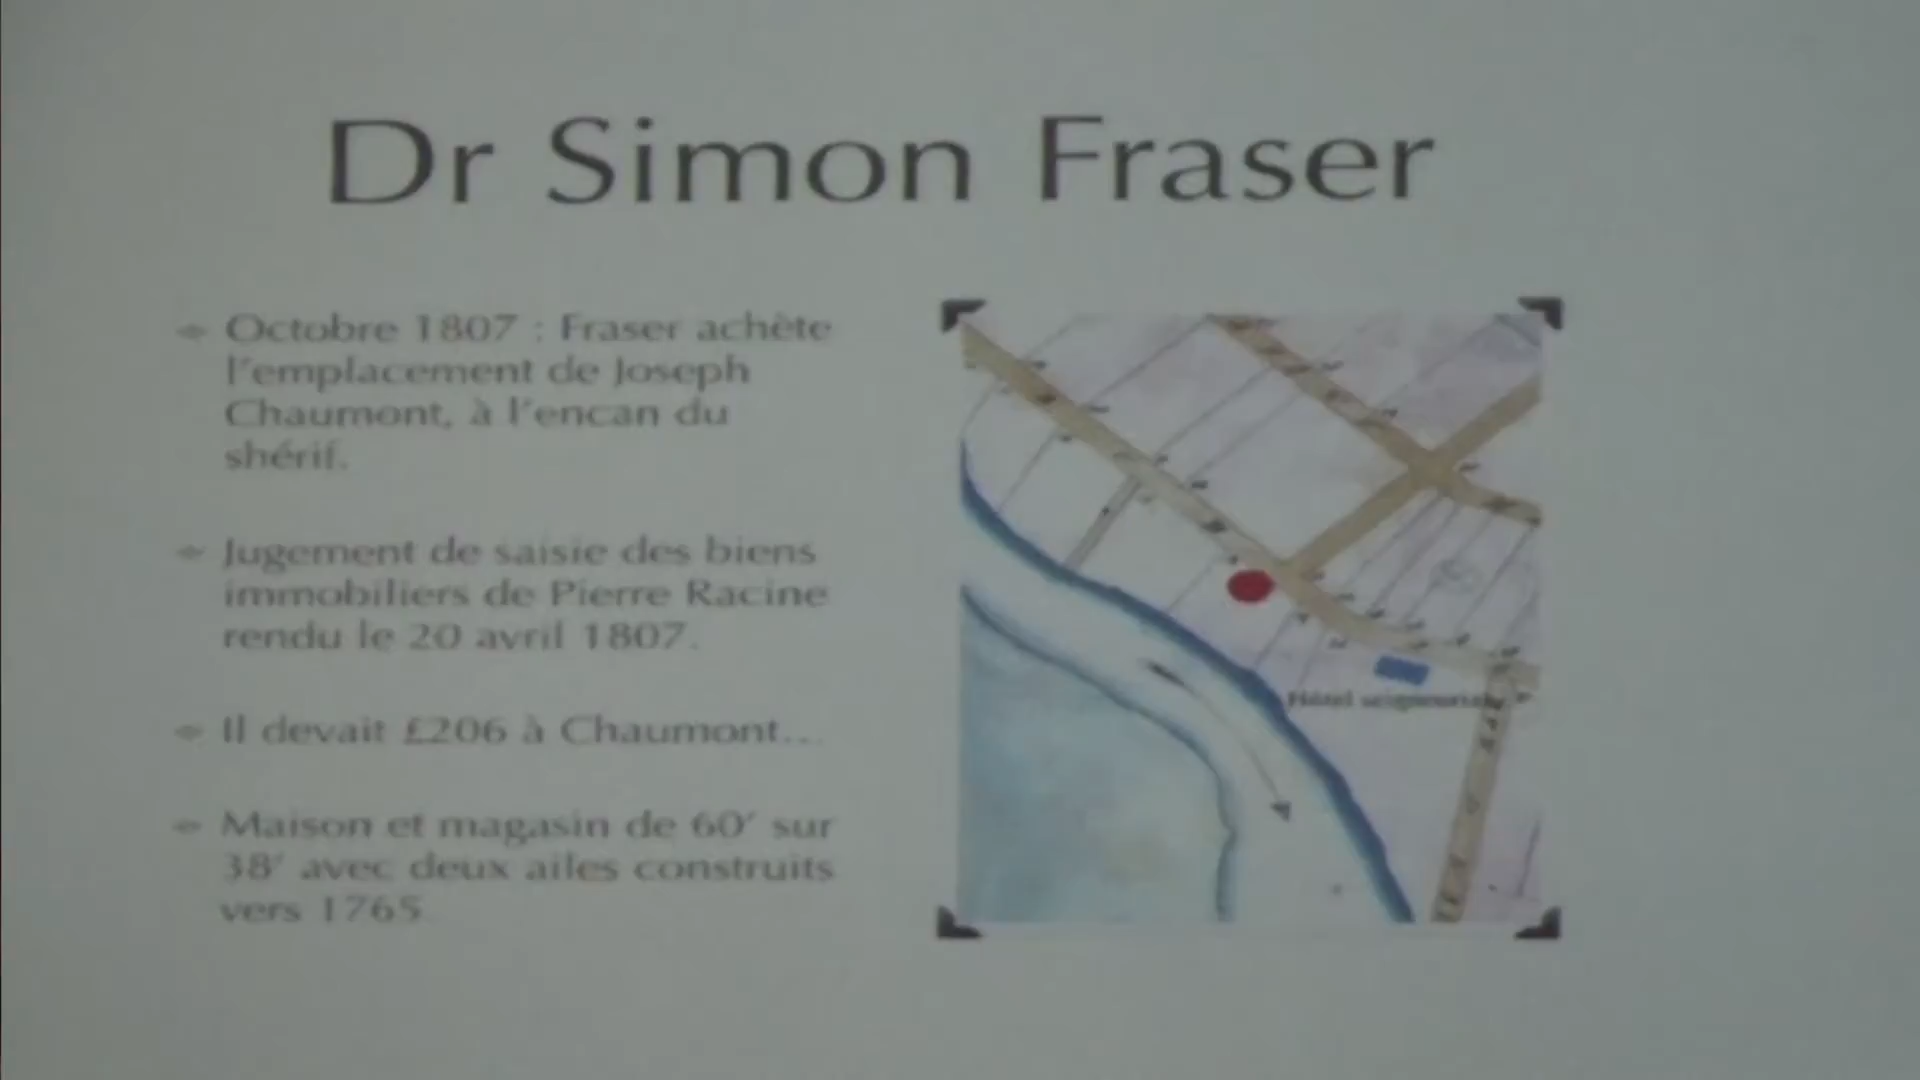 Dr Simon Fraser
Octobre 1807 : Fraser achète
l'emplacement de Joseph
Chaumont, à l'encan du
shérif.
Jugement de saisie des biens
immobiliers de Pierre Racine
rendu le 20 avril 1807.
Il devait £206 à Chaumont...
Maison et magasin de 60' sur
38' avec deux ailes construits
vers 1765
Hôtel seigneurial